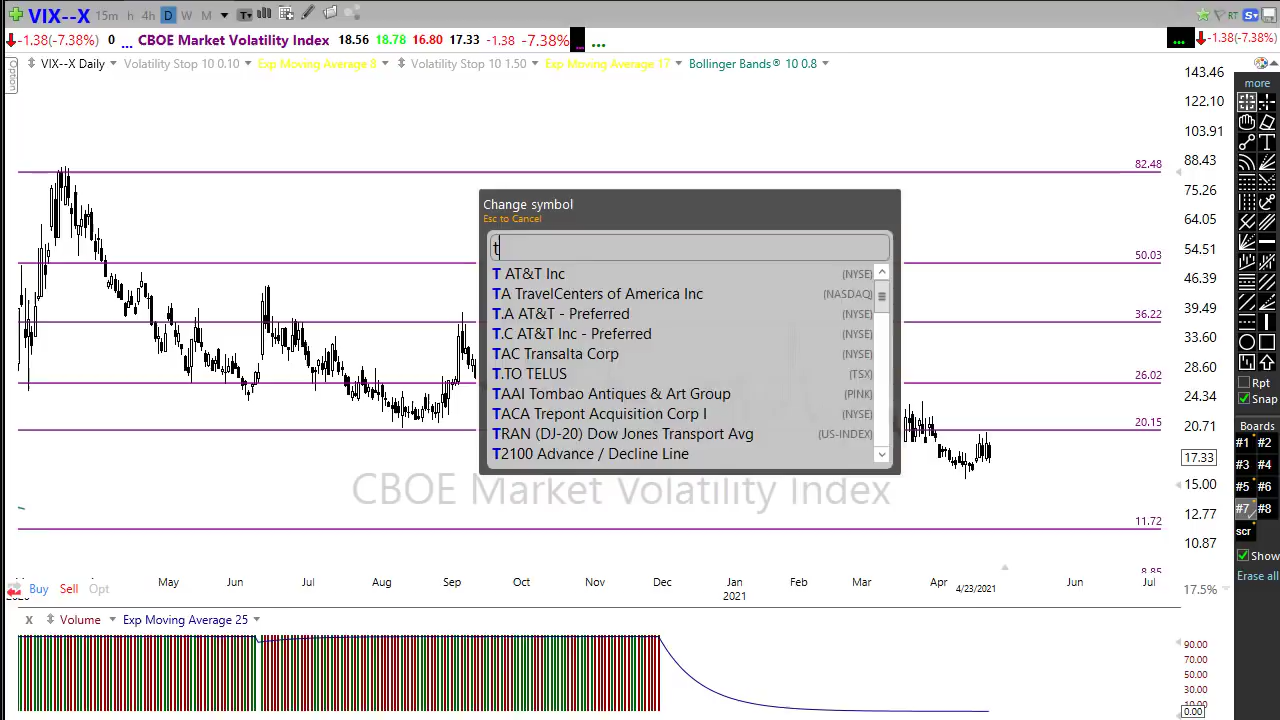 VIX--X 15m h 4h D W M T RT S
-1.38(-7.38%) 0 ... CBOE Market Volatility Index 18.56 18.78 16.80 17.33 -1.38 -7.38% ... ... -1.38(-7.38%)
Option
VIX--X Daily Volatility Stop 10 0.10 Exp Moving Average 8 Volatility Stop 10 1.50 Exp Moving Average 17 Bollinger Bands® 10 0.8
143.46
more
122.10
103.91
82.48
88.43
75.26
64.05
50.03
54.51
46.39
39.49
36.22
33.60
28.60
26.02
24.34
20.15
20.71
17.33
15.00
12.77
11.72
10.87
8.85
Change symbol
Esc to Cancel
t
T AT&T Inc (NYSE)
TA TravelCenters of America Inc (NASDAQ)
T.A AT&T - Preferred (NYSE)
T.C AT&T Inc - Preferred (NYSE)
TAC Transalta Corp (NYSE)
T.TO TELUS (TSX)
TAAI Tombao Antiques & Art Group (PINK)
TACA Trepont Acquisition Corp I (NYSE)
TRAN (DJ-20) Dow Jones Transport Avg (US-INDEX)
T2100 Advance / Decline Line
CBOE Market Volatility Index
T
Rpt
Snap
Boards
#1 #2
#3 #4
#5 #6
#7 #8
scr
Show
Erase all
May Jun Jul Aug Sep Oct Nov Dec Jan Feb Mar Apr Jun Jul
2021 4/23/2021
Buy Sell Opt
17.5%
X Volume Exp Moving Average 25
90.00
70.00
50.00
30.00
0.00